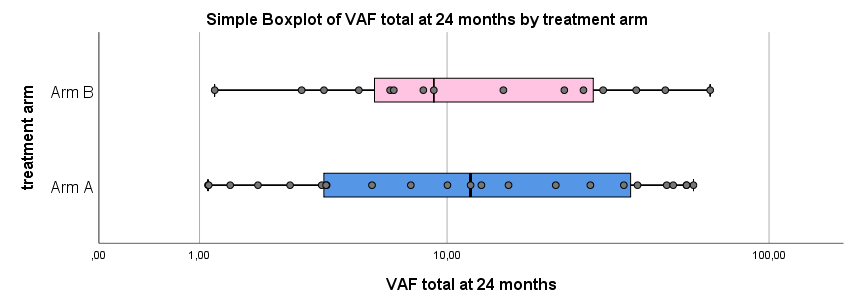 Simple Boxplot of VAF total at 24 months by treatment arm
treatment arm
Arm B
Arm A
,00 1,00 10,00 100,00
VAF total at 24 months